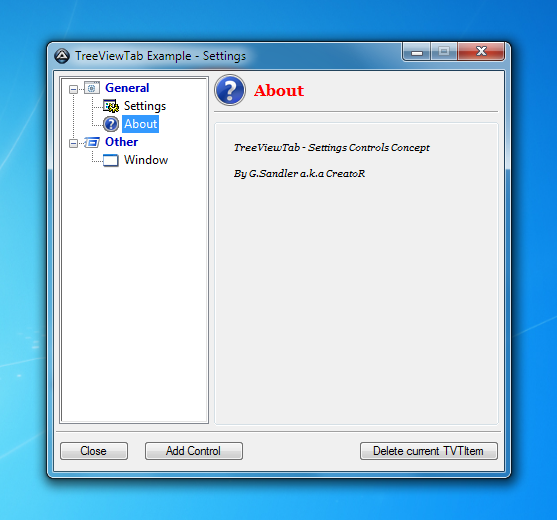 TreeViewTab Example - Settings
General
Settings
About
Other
Window
About
TreeViewTab - Settings Controls Concept
By G.Sandler a.k.a CreatoR
Close
Add Control
Delete current TVTItem